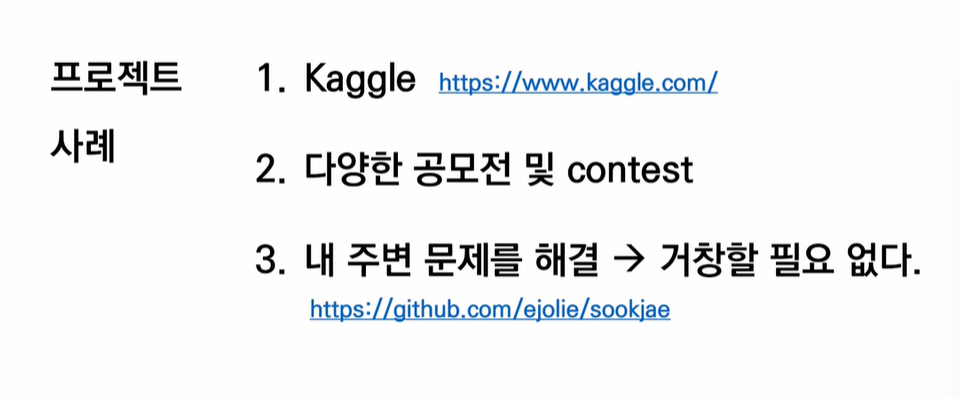 프로젝트
사례
1. Kaggle https://www.kaggle.com/
2. 다양한 공모전 및 contest
3. 내 주변 문제를 해결 → 거창할 필요 없다.
https://github.com/ejolie/sookjae